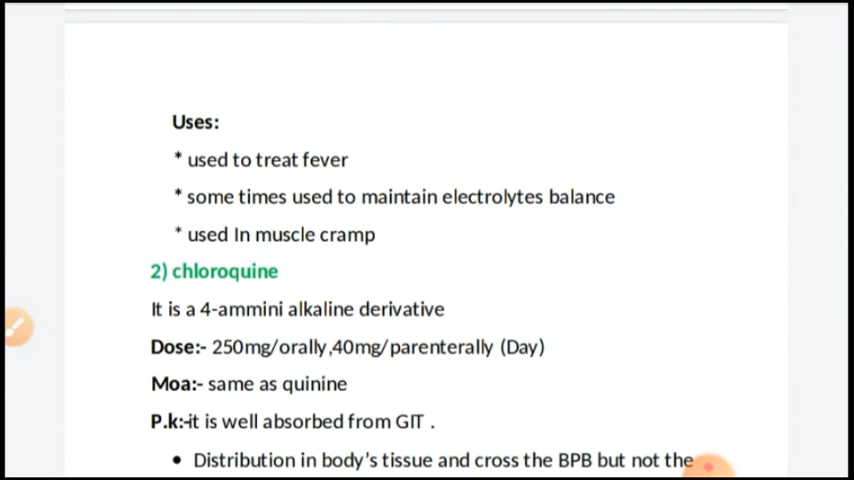 Uses:
* used to treat fever
* some times used to maintain electrolytes balance
* used In muscle cramp
2) chloroquine
It is a 4-ammini alkaline derivative
Dose:- 250mg/orally,40mg/parenterally (Day)
Moa:- same as quinine
P.k:-it is well absorbed from GIT .
• Distribution in body's tissue and cross the BPB but not the